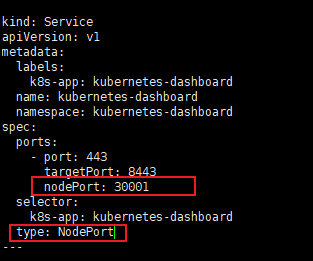 kind: Service
apiVersion: v1
metadata:
  labels:
    k8s-app: kubernetes-dashboard
  name: kubernetes-dashboard
  namespace: kubernetes-dashboard
spec:
  ports:
    - port: 443
      targetPort: 8443
      nodePort: 30001
  selector:
    k8s-app: kubernetes-dashboard
  type: NodePort
---